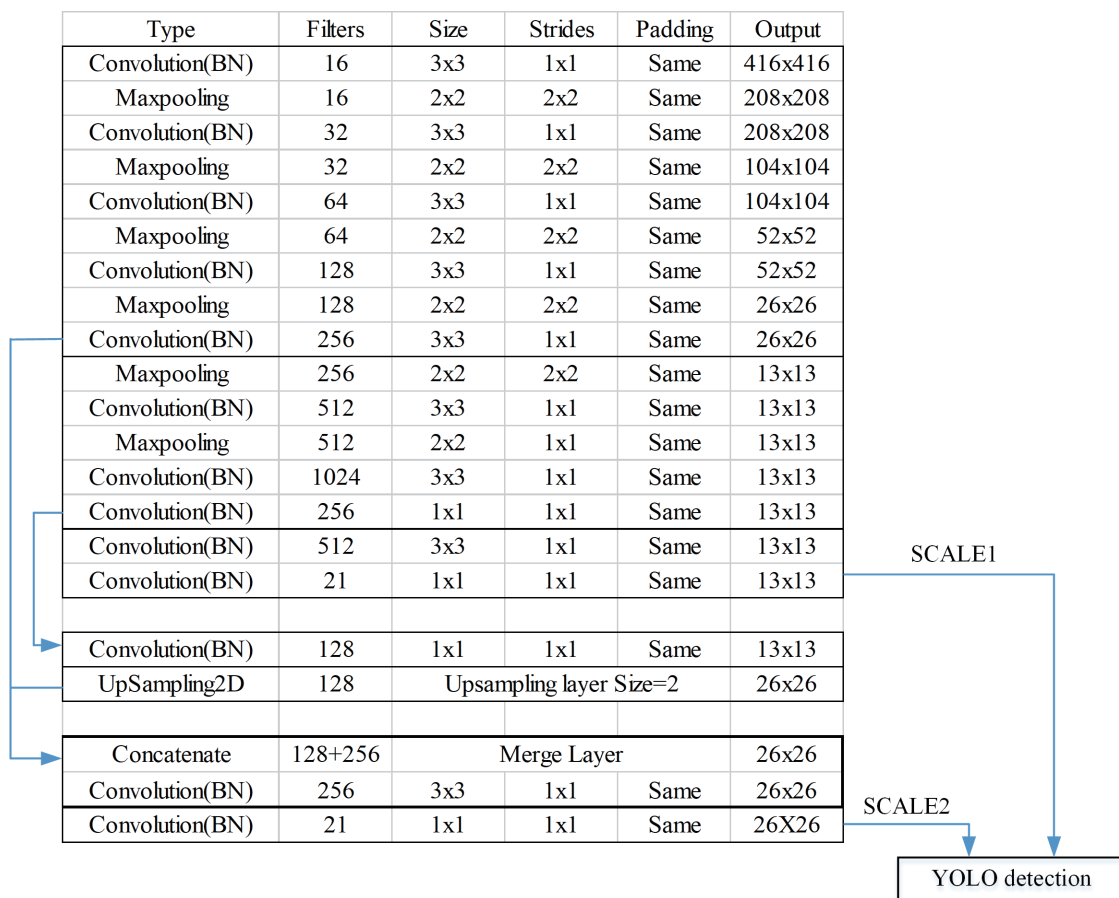 Type Filters Size Strides Padding Output
Convolution(BN) 16 3x3 1x1 Same 416x416
Maxpooling 16 2x2 2x2 Same 208x208
Convolution(BN) 32 3x3 1x1 Same 208x208
Maxpooling 32 2x2 2x2 Same 104x104
Convolution(BN) 64 3x3 1x1 Same 104x104
Maxpooling 64 2x2 2x2 Same 52x52
Convolution(BN) 128 3x3 1x1 Same 52x52
Maxpooling 128 2x2 2x2 Same 26x26
Convolution(BN) 256 3x3 1x1 Same 26x26
Maxpooling 256 2x2 2x2 Same 13x13
Convolution(BN) 512 3x3 1x1 Same 13x13
Maxpooling 512 2x2 1x1 Same 13x13
Convolution(BN) 1024 3x3 1x1 Same 13x13
Convolution(BN) 256 1x1 1x1 Same 13x13
Convolution(BN) 512 3x3 1x1 Same 13x13
SCALE1
Convolution(BN) 21 1x1 1x1 Same 13x13
Convolution(BN) 128 1x1 1x1 Same 13x13
UpSampling2D 128 Upsampling layer Size=2 26x26
Concatenate 128+256 Merge Layer 26x26
Convolution(BN) 256 3x3 1x1 Same 26x26
SCALE2
Convolution(BN) 21 1x1 1x1 Same 26X26
YOLO detection